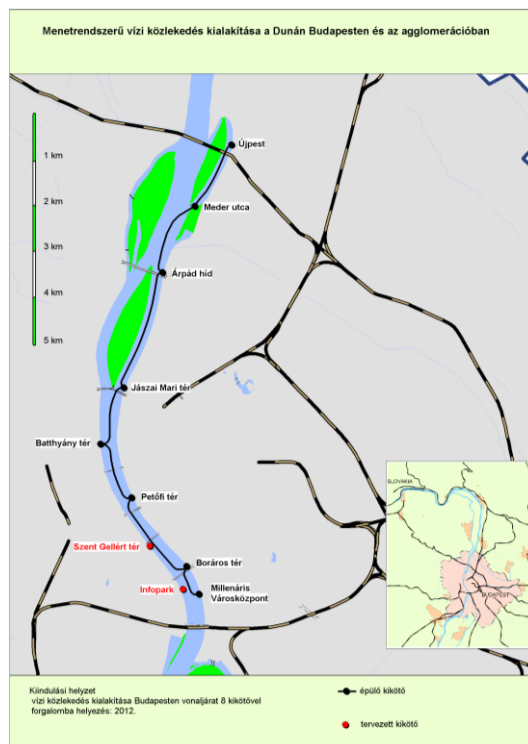 Menetrendszerű vízi közlekedés kialakítása a Dunán Budapesten és az agglomerációban
Újpest
1 km
Meder utca
2 km
3 km
Árpád híd
4 km
5 km
Jászai Mari tér
Batthyány tér
Petőfi tér
SLOVAKIA
Szent Gellért tér
Boráros tér
Infopark
Millenáris
Városközpont
BUDAPEST
Kiindulási helyzet
vízi közlekedés kialakítása Budapesten vonaljárat 8 kikötővel
forgalomba helyezés: 2012.
épülő kikötő
tervezett kikötő